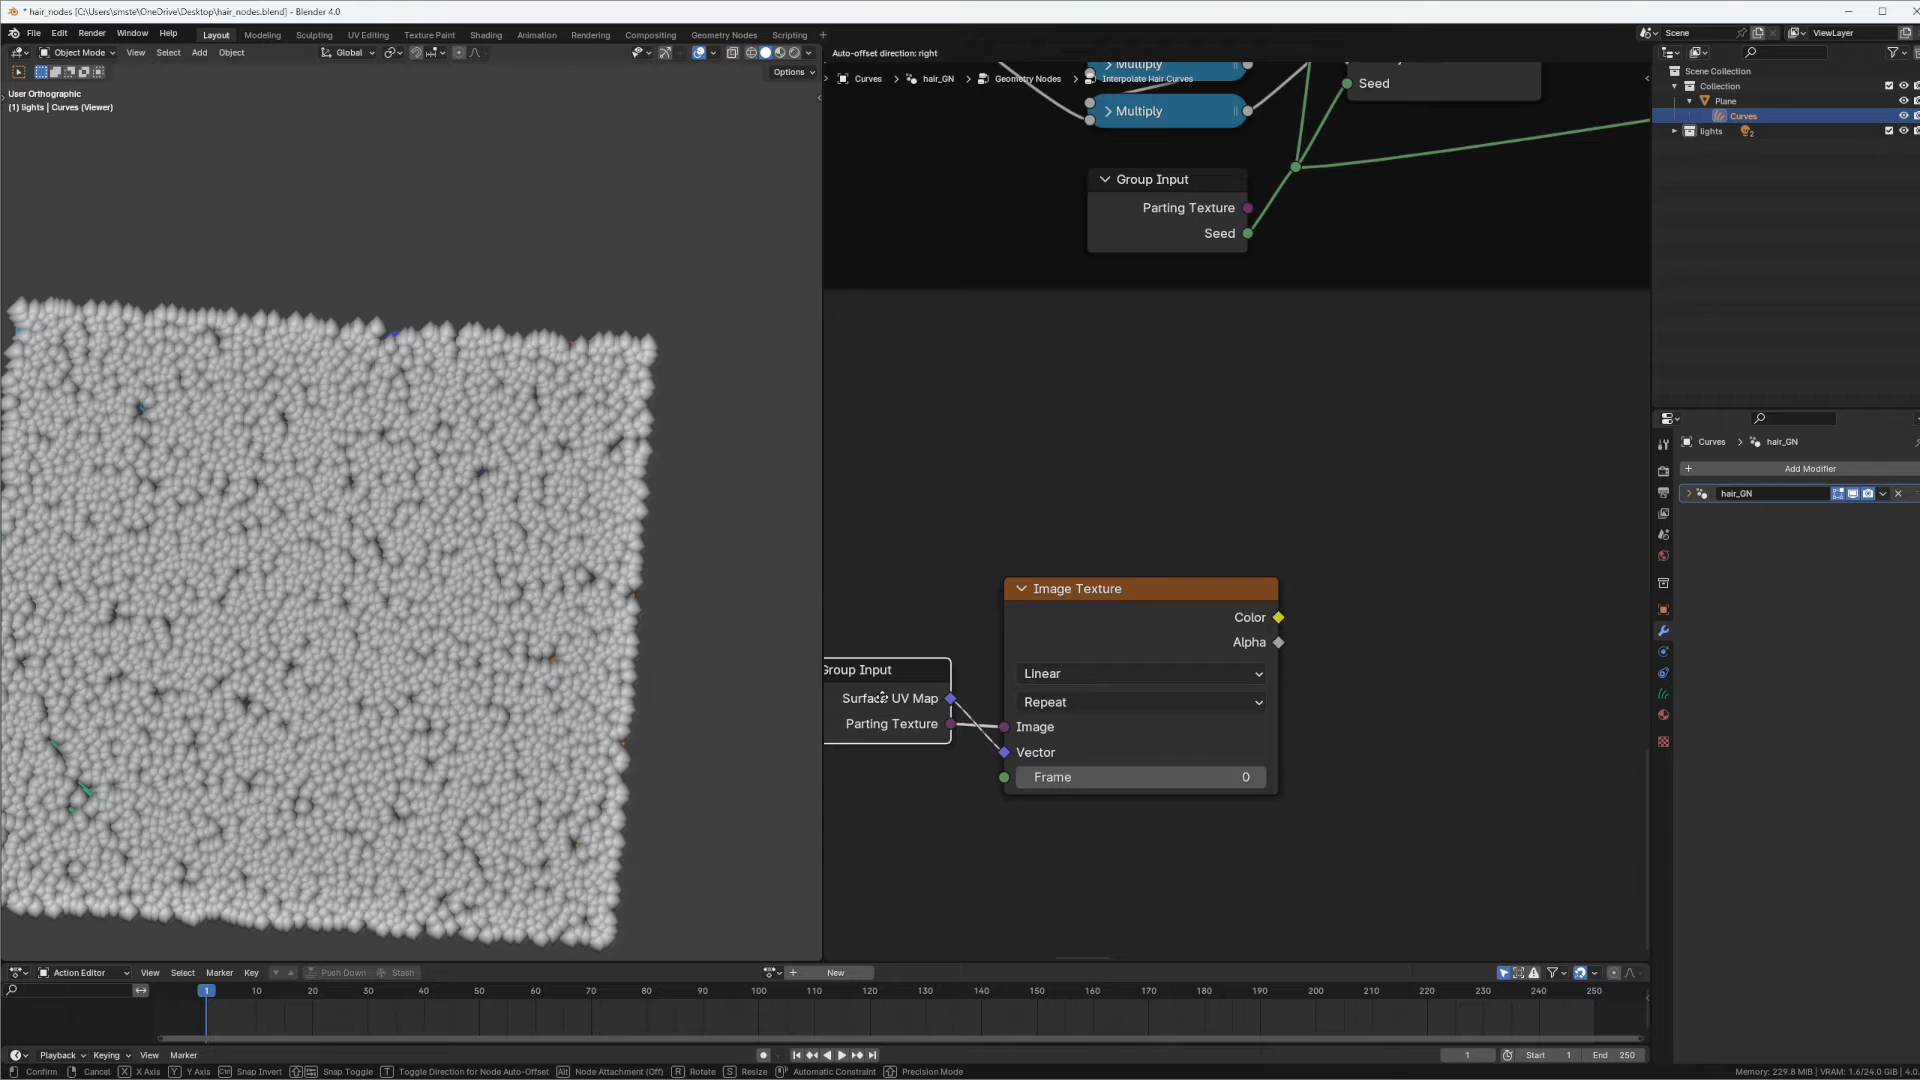 * hair_nodes [C:\Users\smste\OneDrive\Desktop\hair_nodes.blend] - Blender 4.0
File Edit Render Window Help Layout Modeling Sculpting UV Editing Texture Paint Shading Animation Rendering Compositing Geometry Nodes Scripting + Scene ViewLayer
Object Mode View Select Add Object Global
Auto-offset direction: right
Options
Curves hair_GN Geometry Nodes Interpolate Hair Curves
User Orthographic
(1) lights | Curves (Viewer)
Multiply
Seed
Multiply
Group Input
Parting Texture
Seed
Scene Collection
Collection
Plane
Curves
lights 2
Curves hair_GN
Add Modifier
hair_GN
Image Texture
Color
Alpha
Linear
Repeat
Image
Vector
Frame 0
Group Input
Surface UV Map
Parting Texture
Action Editor View Select Marker Key Push Down Stash New
1 10 20 30 40 50 60 70 80 90 100 110 120 130 140 150 160 170 180 190 200 210 220 230 240 250
Playback Keying View Marker 1 Start 1 End 250
Confirm Cancel X X Axis Y Y Axis Ctrl Snap Invert Snap Toggle T Toggle Direction for Node Auto-Offset Alt Node Attachment (Off) R Rotate S Resize Automatic Constraint Precision Mode Memory: 229.8 MiB | VRAM: 1.6/24.0 GiB | 4.0